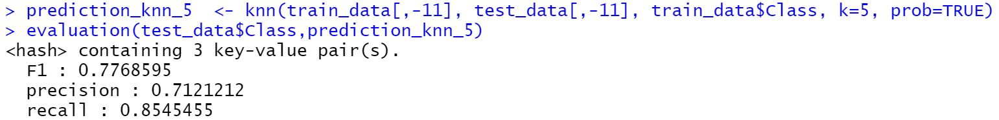 > prediction_knn_5  <- knn(train_data[,-11], test_data[,-11], train_data$Class, k=5, prob=TRUE)
> evaluation(test_data$Class,prediction_knn_5)
<hash> containing 3 key-value pair(s).
  F1 : 0.7768595
  precision : 0.7121212
  recall : 0.8545455